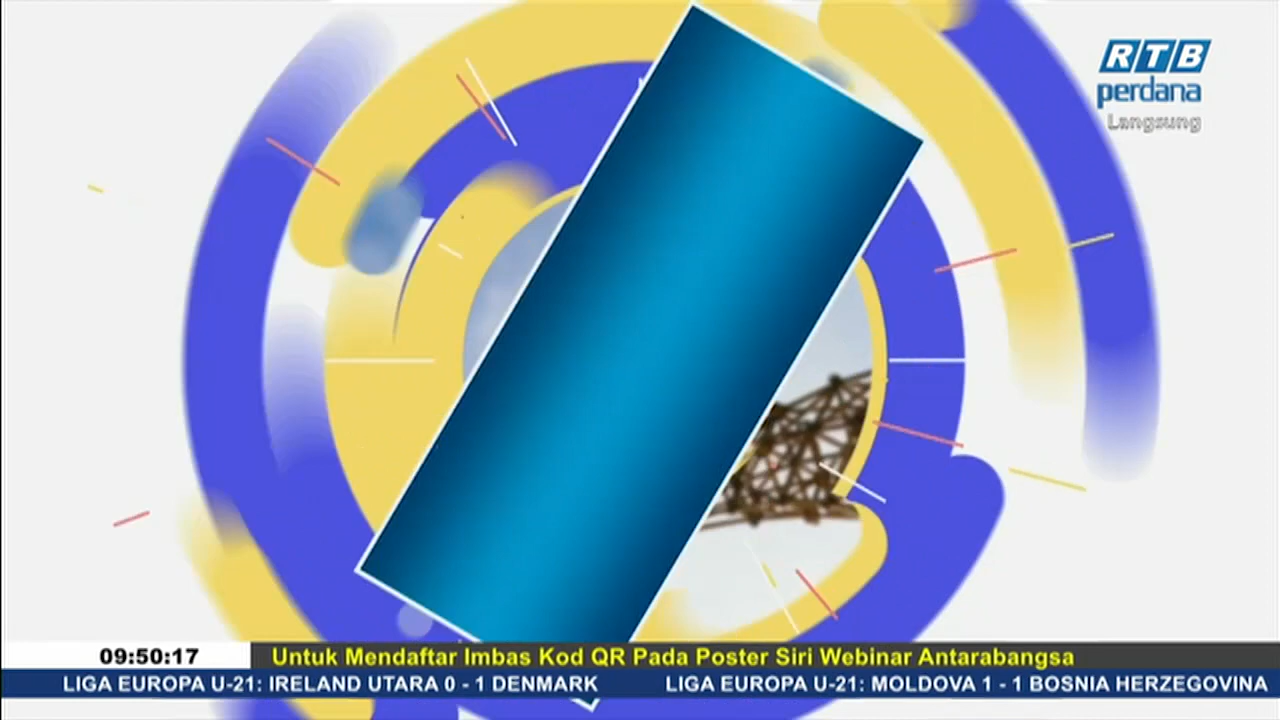 RTB
perdana
Langsung
09:50:17
Untuk Mendaftar Imbas Kod QR Pada Poster Siri Webinar Antarabangsa
LIGA EUROPA U-21: IRELAND UTARA 0 - 1 DENMARK
LIGA EUROPA U-21: MOLDOVA 1 - 1 BOSNIA HERZEGOVINA